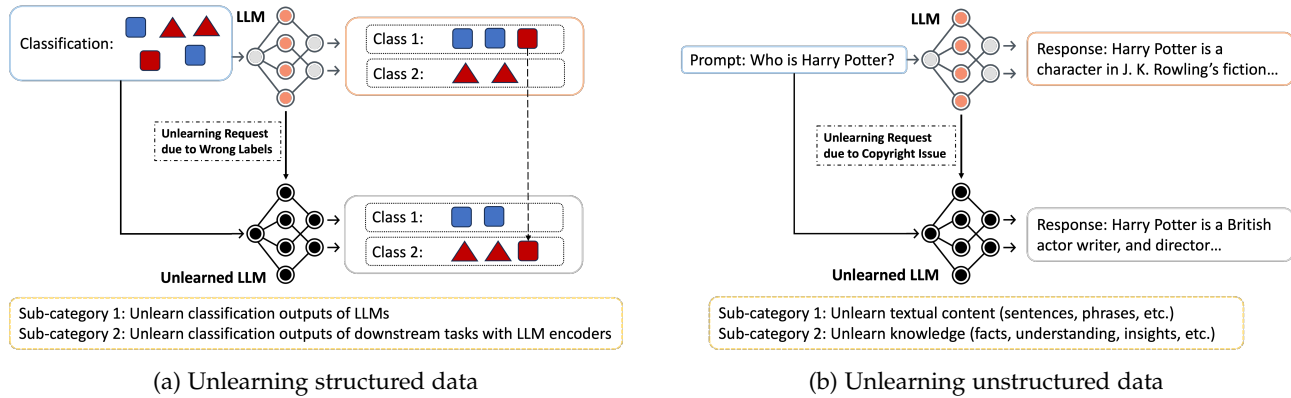 LLM
Classification:
Class 1:
Class 2:
Unlearning Request
due to Wrong Labels
Class 1:
Class 2:
Unlearned LLM
Sub-category 1: Unlearn classification outputs of LLMs
Sub-category 2: Unlearn classification outputs of downstream tasks with LLM encoders
(a) Unlearning structured data
LLM
Prompt: Who is Harry Potter?
Response: Harry Potter is a
character in J. K. Rowling's fiction...
Unlearning Request
due to Copyright Issue
Response: Harry Potter is a British
actor writer, and director...
Unlearned LLM
Sub-category 1: Unlearn textual content (sentences, phrases, etc.)
Sub-category 2: Unlearn knowledge (facts, understanding, insights, etc.)
(b) Unlearning unstructured data